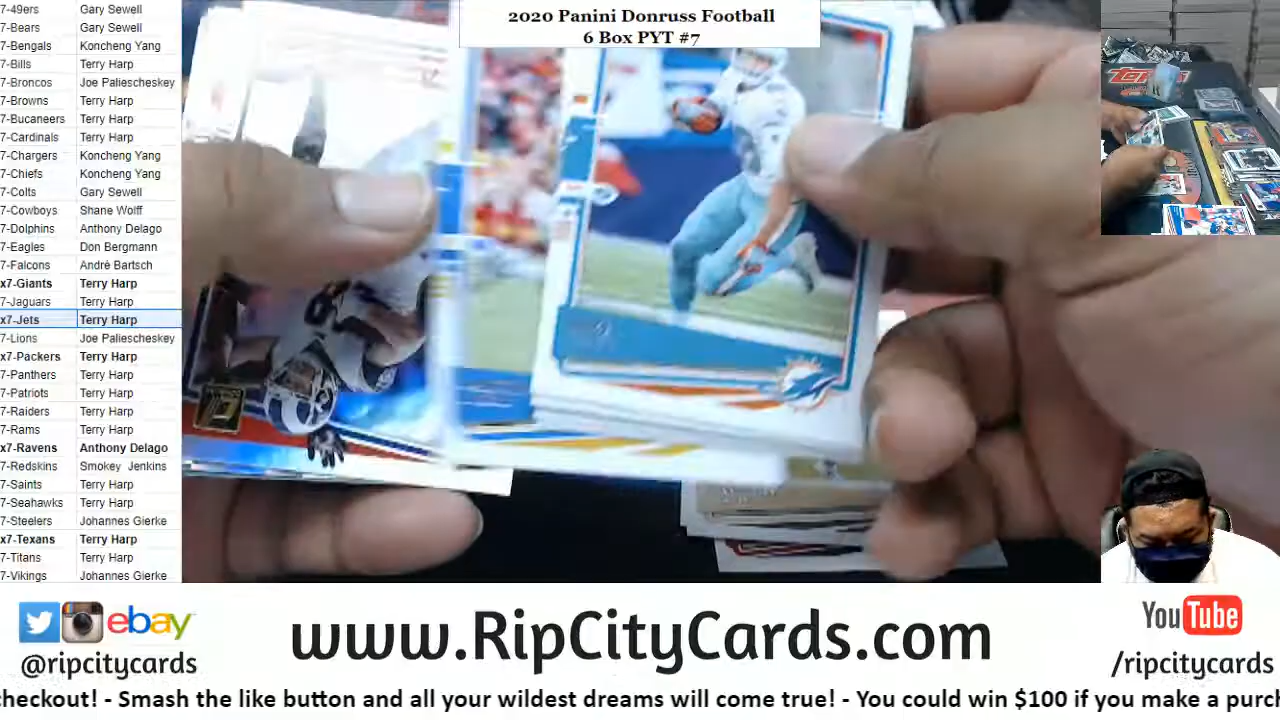 2020 Panini Donruss Football
6 Box PYT #7
7-49ers Gary Sewell
7-Bears Gary Sewell
7-Bengals Koncheng Yang
7-Bills Terry Harp
7-Broncos Joe Paliescheskey
7-Browns Terry Harp
7-Bucaneers Terry Harp
7-Cardinals Terry Harp
7-Chargers Koncheng Yang
7-Chiefs Koncheng Yang
7-Colts Gary Sewell
7-Cowboys Shane Wolff
7-Dolphins Anthony Delago
7-Eagles Don Bergmann
7-Falcons Andrè Bartsch
x7-Giants Terry Harp
7-Jaguars Terry Harp
x7-Jets Terry Harp
7-Lions Joe Paliescheskey
x7-Packers Terry Harp
7-Panthers Terry Harp
7-Patriots Terry Harp
7-Raiders Terry Harp
7-Rams Terry Harp
x7-Ravens Anthony Delago
7-Redskins Smokey Jenkins
7-Saints Terry Harp
7-Seahawks Terry Harp
7-Steelers Johannes Gierke
x7-Texans Terry Harp
7-Titans Terry Harp
7-Vikings Johannes Gierke
ebay
@ripcitycards
www.RipCityCards.com
YouTube
/ripcitycards
checkout! - Smash the like button and all your wildest dreams will come true! - You could win $100 if you make a purch